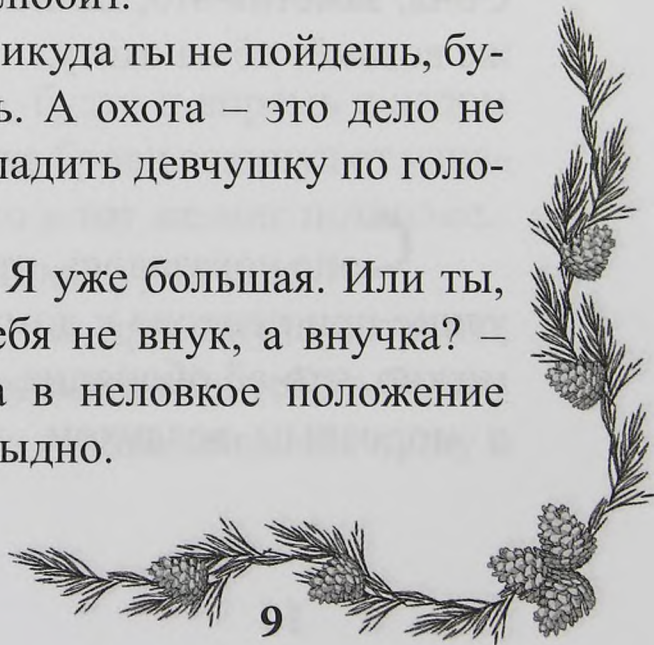 любит.
икуда ты не пойдешь, бу-
ь. А охота – это дело не
ладить девчушку по голо-
Я уже большая. Или ты,
ебя не внук, а внучка? –
а в неловкое положение
ыдно.
9